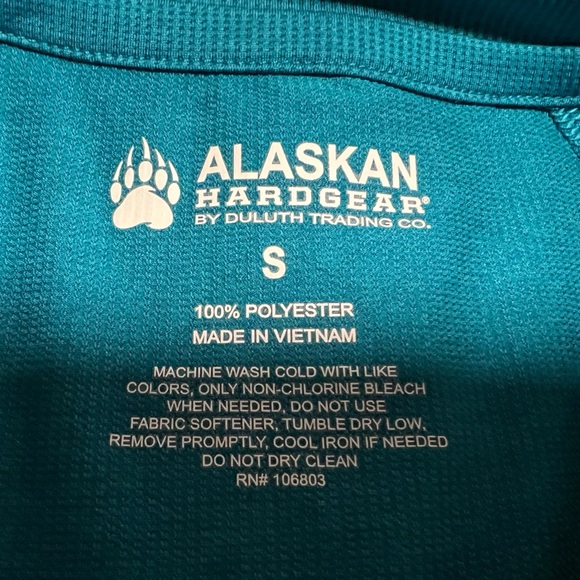 ALASKAN
HARDGEAR®
BY DULUTH TRADING CO.
S
100% POLYESTER
MADE IN VIETNAM
MACHINE WASH COLD WITH LIKE
COLORS, ONLY NON-CHLORINE BLEACH
WHEN NEEDED, DO NOT USE
FABRIC SOFTENER, TUMBLE DRY LOW,
REMOVE PROMPTLY, COOL IRON IF NEEDED
DO NOT DRY CLEAN
RN# 106803